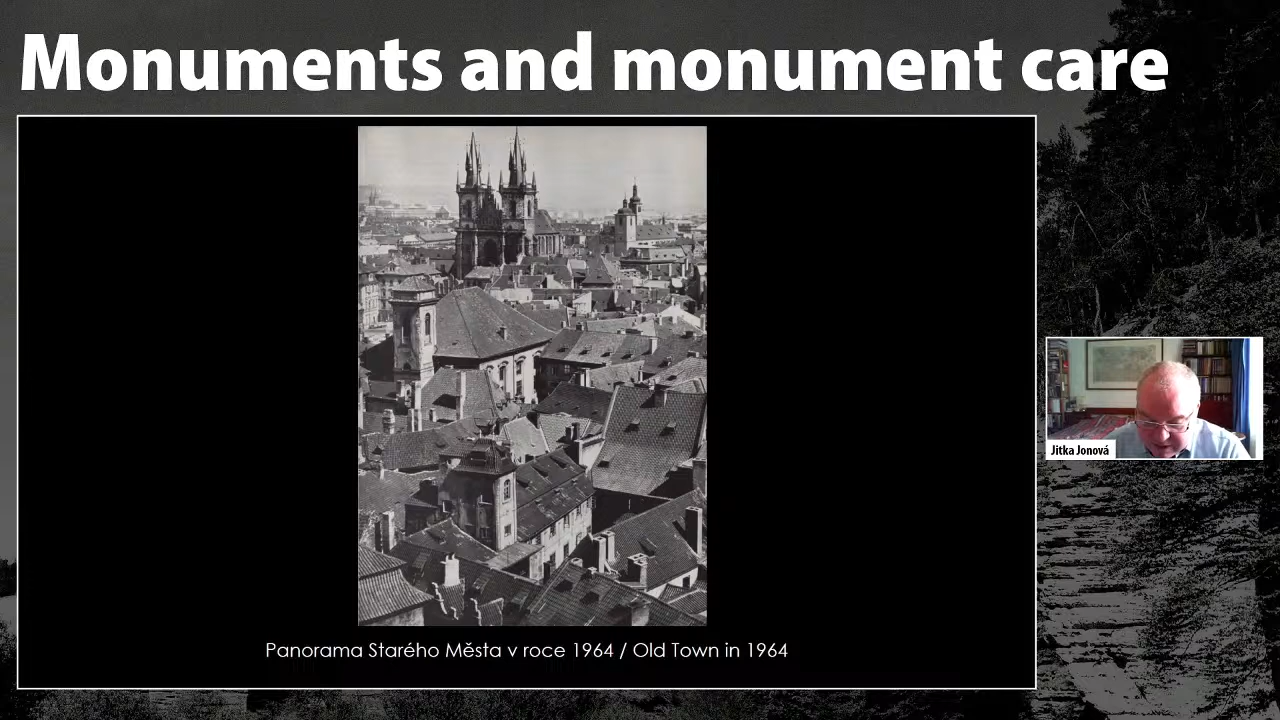 Monuments and monument care
Panorama Starého Města v roce 1964 / Old Town in 1964
Jitka Jonová